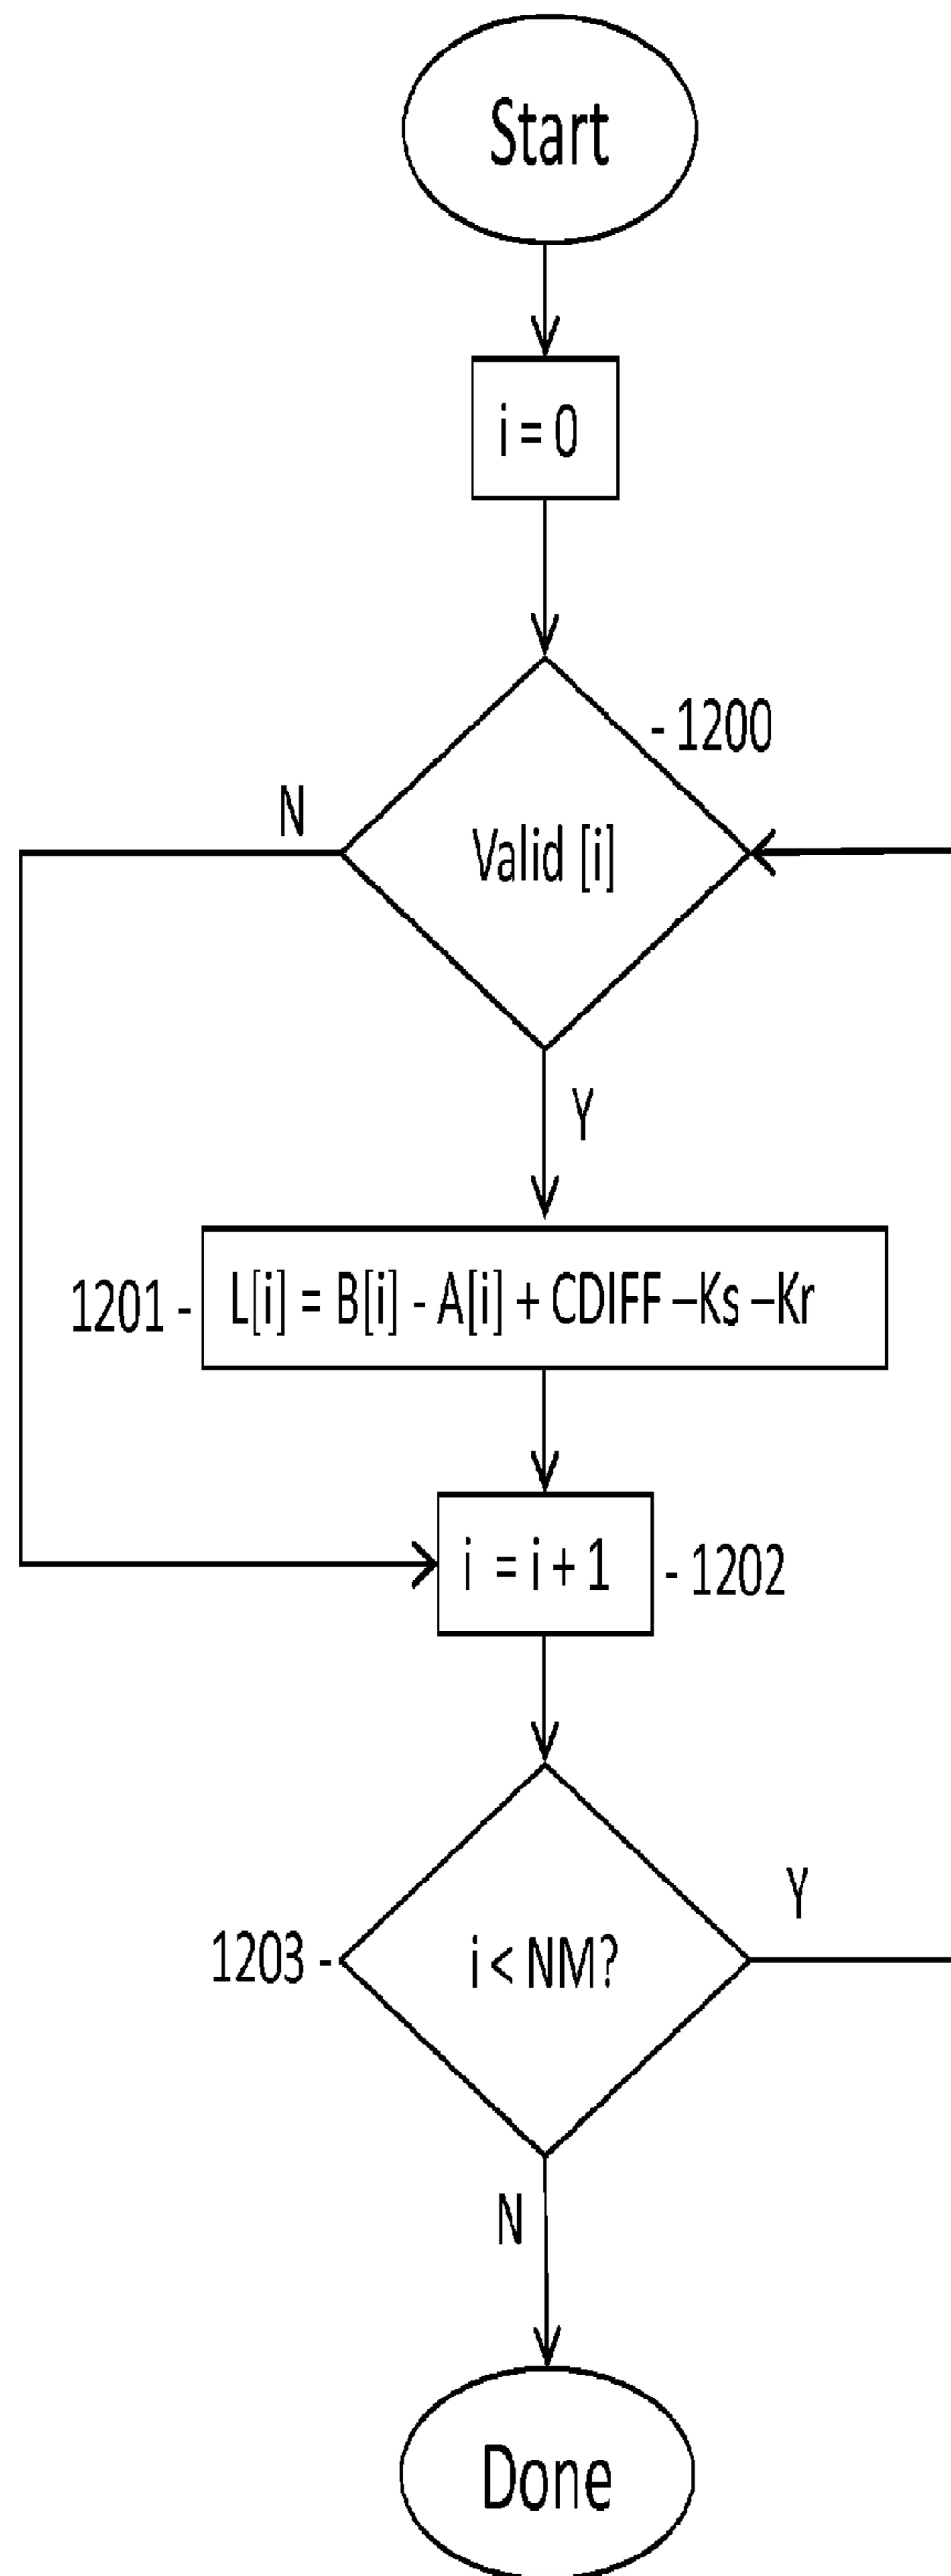 Start
i = 0
- 1200
N
Valid [i]
Y
1201 -
L[i] = B[i] - A[i] + CDIFF –Ks –Kr
i = i + 1
- 1202
Y
1203 -
i < NM?
N
Done